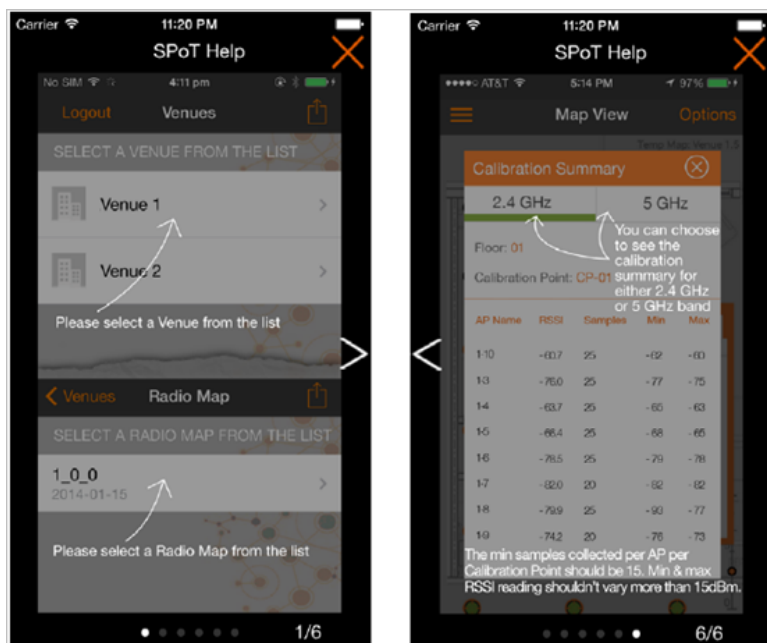 Carrier 11:20 PM
SPoT Help
No SIM 4:11 pm
Logout Venues
SELECT A VENUE FROM THE LIST
Venue 1
Venue 2
Please select a Venue from the list
Venues Radio Map
SELECT A RADIO MAP FROM THE LIST
1_0_0
2014-01-15
Please select a Radio Map from the list
1/6
Carrier 11:20 PM
SPoT Help
AT&T 5:14 PM 97%
Map View Options
Temp Map: Venue 1.5
Calibration Summary
2.4 GHz 5 GHz
You can choose
to see the
calibration
summary for
either 2.4 GHz
or 5 GHz band
Floor: 01
Calibration Point: CP-01
AP Name RSSI Samples Min Max
1-10 -60.7 25 -62 -60
1-3 -76.0 25 -77 -75
1-4 -63.7 25 -65 -63
1-5 -66.4 25 -68 -65
1-6 -78.5 25 -79 -78
1-7 -82.0 20 -82 -82
1-8 -79.9 25 -90 -77
1-9 -74.2 20 -76 -73
The min samples collected per AP per
Calibration Point should be 15. Min & max
RSSI reading shouldn't vary more than 15dBm.
6/6